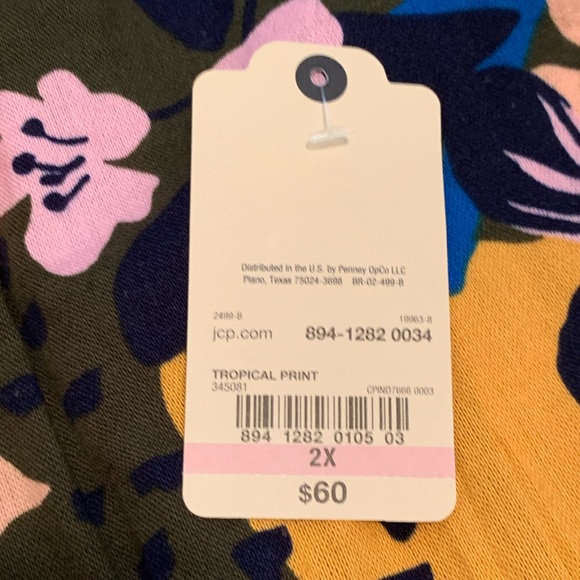 Distributed in the U.S. by Penney OpCo LLC
Plano, Texas 75024-3698 BR-02-499-B
2499-B 19963-8
jcp.com 894-1282 0034
TROPICAL PRINT
345081 CPIND7666 0003
894 1282 0105 03
2X
$60